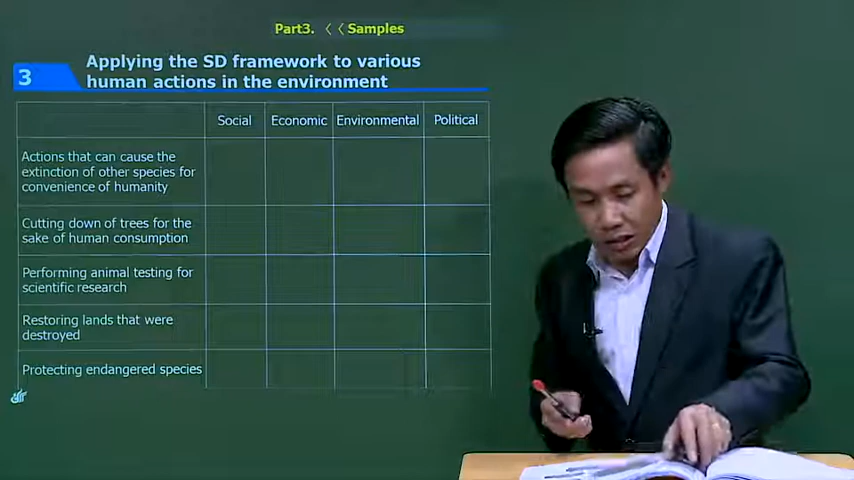 Part3. 〈〈 Samples
3
Applying the SD framework to various
human actions in the environment
Social Economic Environmental Political
Actions that can cause the
extinction of other species for
convenience of humanity
Cutting down of trees for the
sake of human consumption
Performing animal testing for
scientific research
Restoring lands that were
destroyed
Protecting endangered species